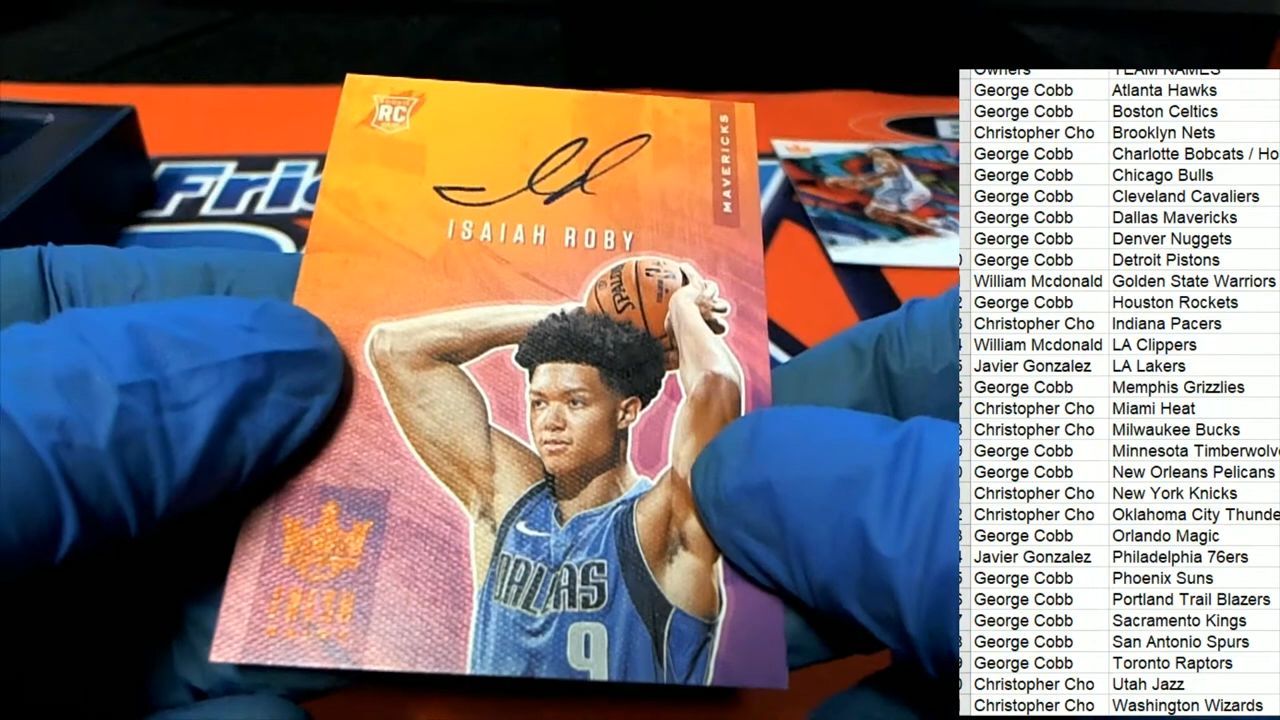 RC
MAVERICKS
ISAIAH ROBY
SPALDING
DALLAS
9
Fri
Owners TEAM NAMES
George Cobb Atlanta Hawks
George Cobb Boston Celtics
Christopher Cho Brooklyn Nets
George Cobb Charlotte Bobcats / Ho
George Cobb Chicago Bulls
George Cobb Cleveland Cavaliers
George Cobb Dallas Mavericks
George Cobb Denver Nuggets
George Cobb Detroit Pistons
William Mcdonald Golden State Warriors
George Cobb Houston Rockets
Christopher Cho Indiana Pacers
William Mcdonald LA Clippers
Javier Gonzalez LA Lakers
George Cobb Memphis Grizzlies
Christopher Cho Miami Heat
Christopher Cho Milwaukee Bucks
George Cobb Minnesota Timberwolve
George Cobb New Orleans Pelicans
Christopher Cho New York Knicks
Christopher Cho Oklahoma City Thunde
George Cobb Orlando Magic
Javier Gonzalez Philadelphia 76ers
George Cobb Phoenix Suns
George Cobb Portland Trail Blazers
George Cobb Sacramento Kings
George Cobb San Antonio Spurs
George Cobb Toronto Raptors
Christopher Cho Utah Jazz
Christopher Cho Washington Wizards